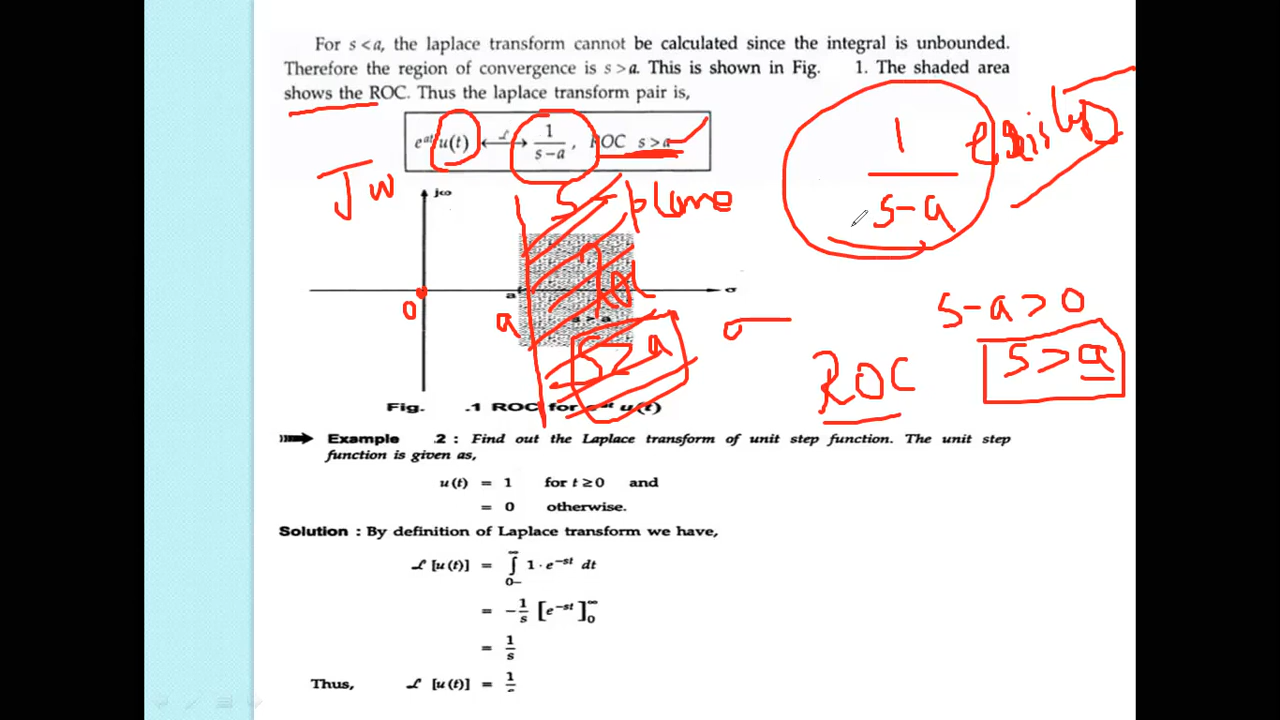 For s < a, the laplace transform cannot be calculated since the integral is unbounded.
Therefore the region of convergence is s > a. This is shown in Fig. 1. The shaded area
shows the ROC. Thus the laplace transform pair is,
e^{at} u(t) ←ℒ→ 1/(s−a), ROC s > a
1/(s-a)
Jω
jω
S-plane
ROC
0
a
a
s > a
σ
σ
s-a>0
s>a
ROC
Fig. .1 ROC for e^{at} u(t)
Example .2 : Find out the Laplace transform of unit step function. The unit step
function is given as,
u(t) = 1 for t ≥ 0 and
= 0 otherwise.
Solution : By definition of Laplace transform we have,
ℒ [u(t)] = ∫_{0−}^{∞} 1 · e^{−st} dt
= −1/s [e^{−st}]_0^∞
= 1/s
Thus, ℒ [u(t)] = 1/s